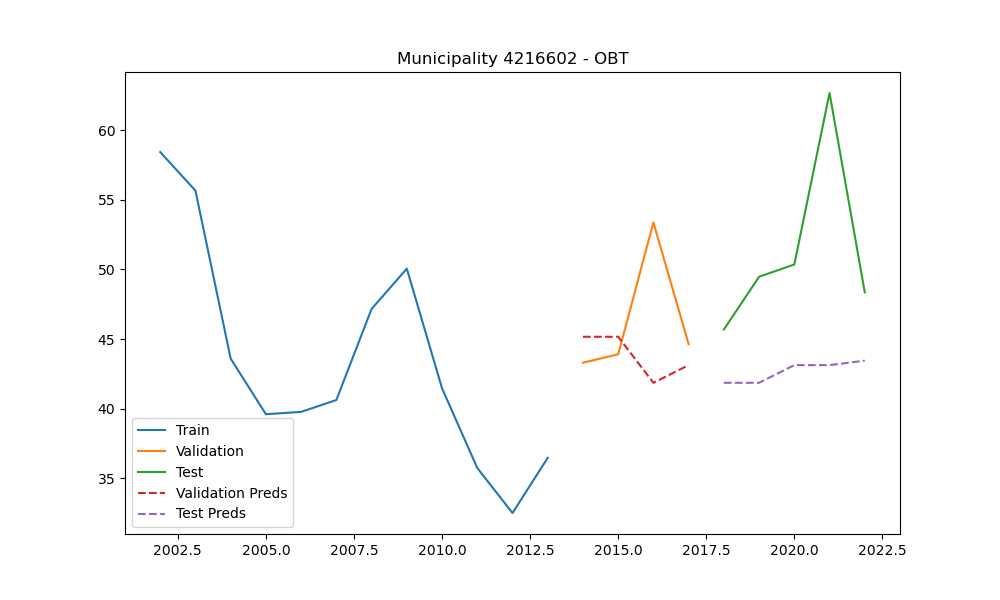 Municipality 4216602 - OBT
60
55
50
45
40
35
Train
Validation
Test
Validation Preds
Test Preds
2002.5 2005.0 2007.5 2010.0 2012.5 2015.0 2017.5 2020.0 2022.5